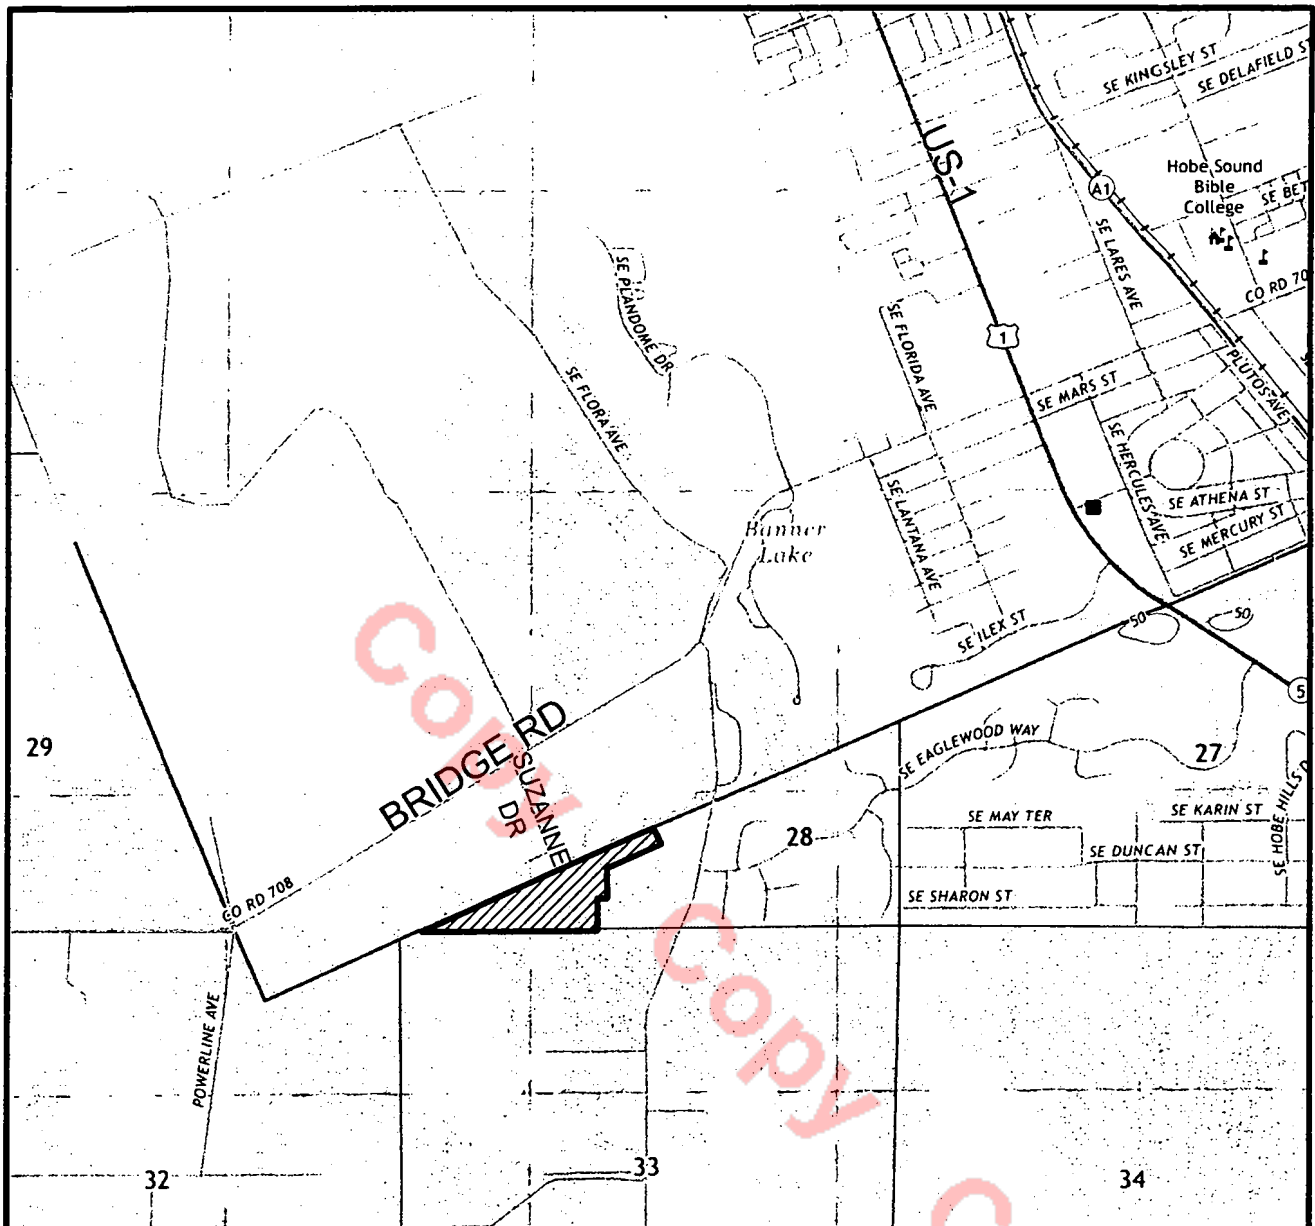 SE KINGSLEY ST
SE DELAFIELD S
US-1
A1
Hobe Sound
Bible
College
SE BET
SE LARES AVE
CO RD 70
SE PLANDOME DR
SE FLORIDA AVE
1
PLUTOS AVE
SE FLORA AVE
SE MARS ST
SE HERCULES AVE
SE LANTANA AVE
SE ATHENA ST
SE MERCURY ST
Banner
Lake
SE ILEX ST
50
50
5
Copy
BRIDGE RD
SUZANNE
DR
29
SE EAGLEWOOD WAY
27
SE HOBE HILLS D
SE KARIN ST
SE MAY TER
28
SE DUNCAN ST
SE SHARON ST
CO RD 708
Copy
POWERLINE AVE
32
33
34
C